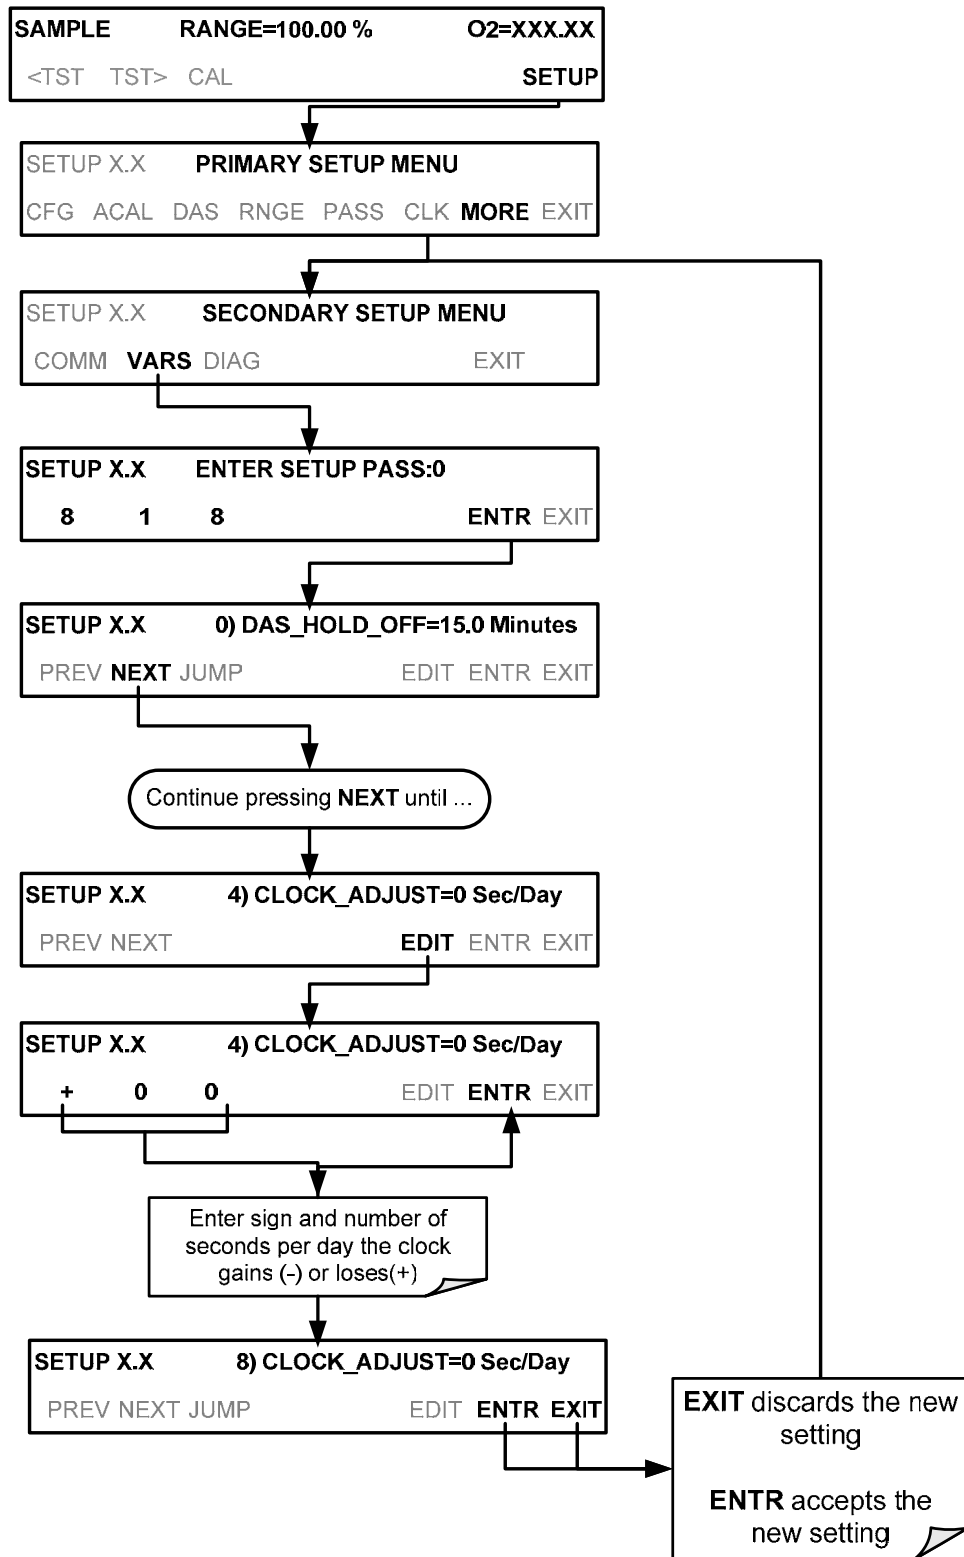 SAMPLE RANGE=100.00 % O2=XXX.XX
<TST TST> CAL SETUP
SETUP X.X PRIMARY SETUP MENU
CFG ACAL DAS RNGE PASS CLK MORE EXIT
SETUP X.X SECONDARY SETUP MENU
COMM VARS DIAG EXIT
SETUP X.X ENTER SETUP PASS:0
8 1 8 ENTR EXIT
SETUP X.X 0) DAS_HOLD_OFF=15.0 Minutes
PREV NEXT JUMP EDIT ENTR EXIT
Continue pressing NEXT until ...
SETUP X.X 4) CLOCK_ADJUST=0 Sec/Day
PREV NEXT EDIT ENTR EXIT
SETUP X.X 4) CLOCK_ADJUST=0 Sec/Day
+ 0 0 EDIT ENTR EXIT
Enter sign and number of
seconds per day the clock
gains (-) or loses(+)
SETUP X.X 8) CLOCK_ADJUST=0 Sec/Day
PREV NEXT JUMP EDIT ENTR EXIT
EXIT discards the new
setting
ENTR accepts the
new setting